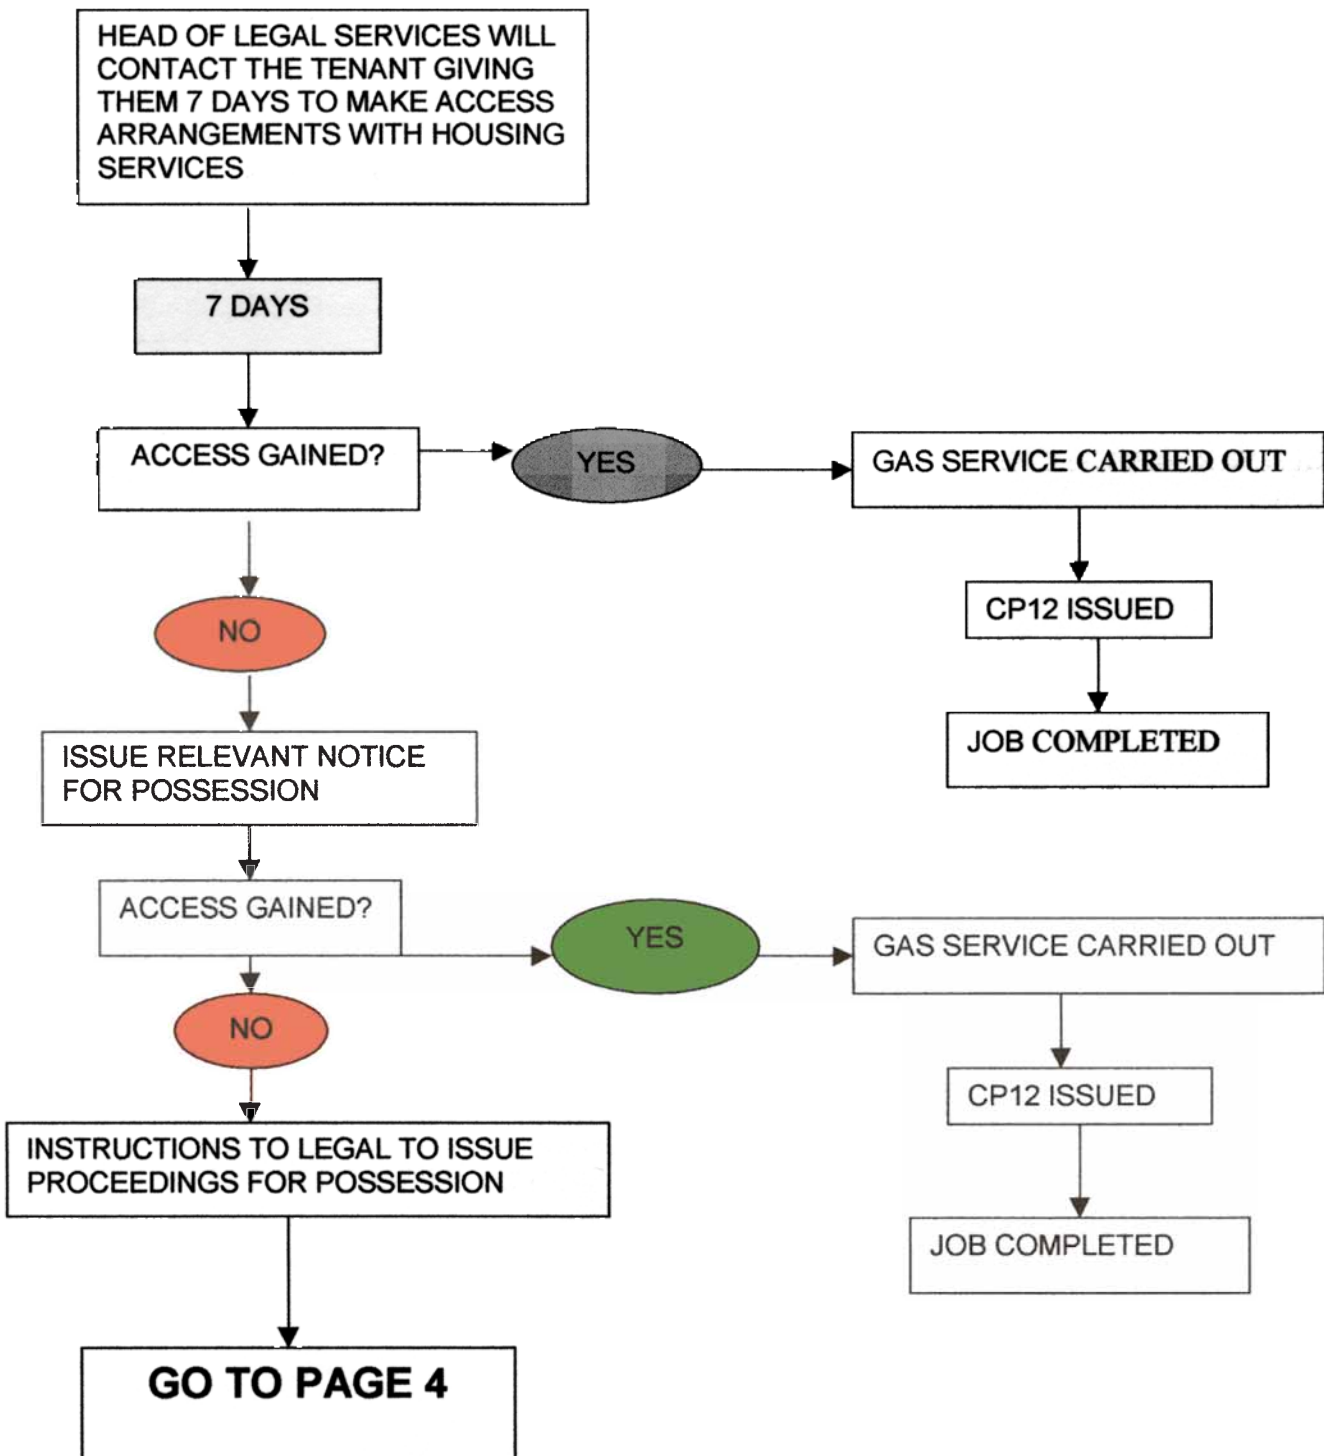 HEAD OF LEGAL SERVICES WILL
CONTACT THE TENANT GIVING
THEM 7 DAYS TO MAKE ACCESS
ARRANGEMENTS WITH HOUSING
SERVICES
7 DAYS
ACCESS GAINED?
YES
GAS SERVICE CARRIED OUT
CP12 ISSUED
JOB COMPLETED
NO
ISSUE RELEVANT NOTICE
FOR POSSESSION
ACCESS GAINED?
YES
GAS SERVICE CARRIED OUT
CP12 ISSUED
JOB COMPLETED
NO
INSTRUCTIONS TO LEGAL TO ISSUE
PROCEEDINGS FOR POSSESSION
GO TO PAGE 4